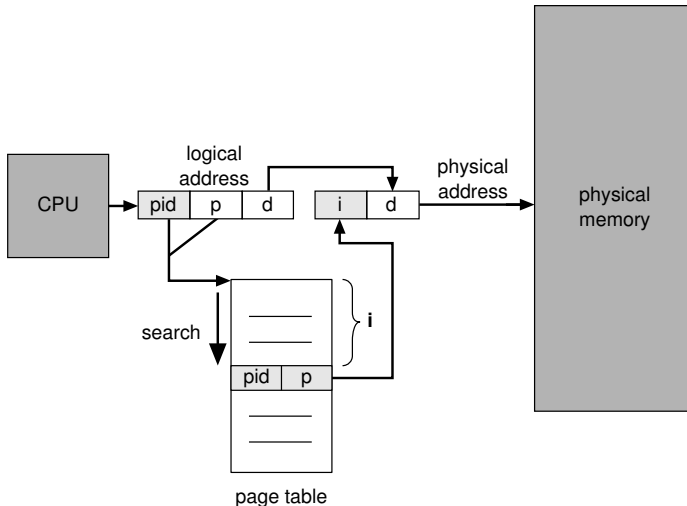 logical
address
physical
address
CPU
pid p d
i d
physical
memory
search
i
pid p
page table